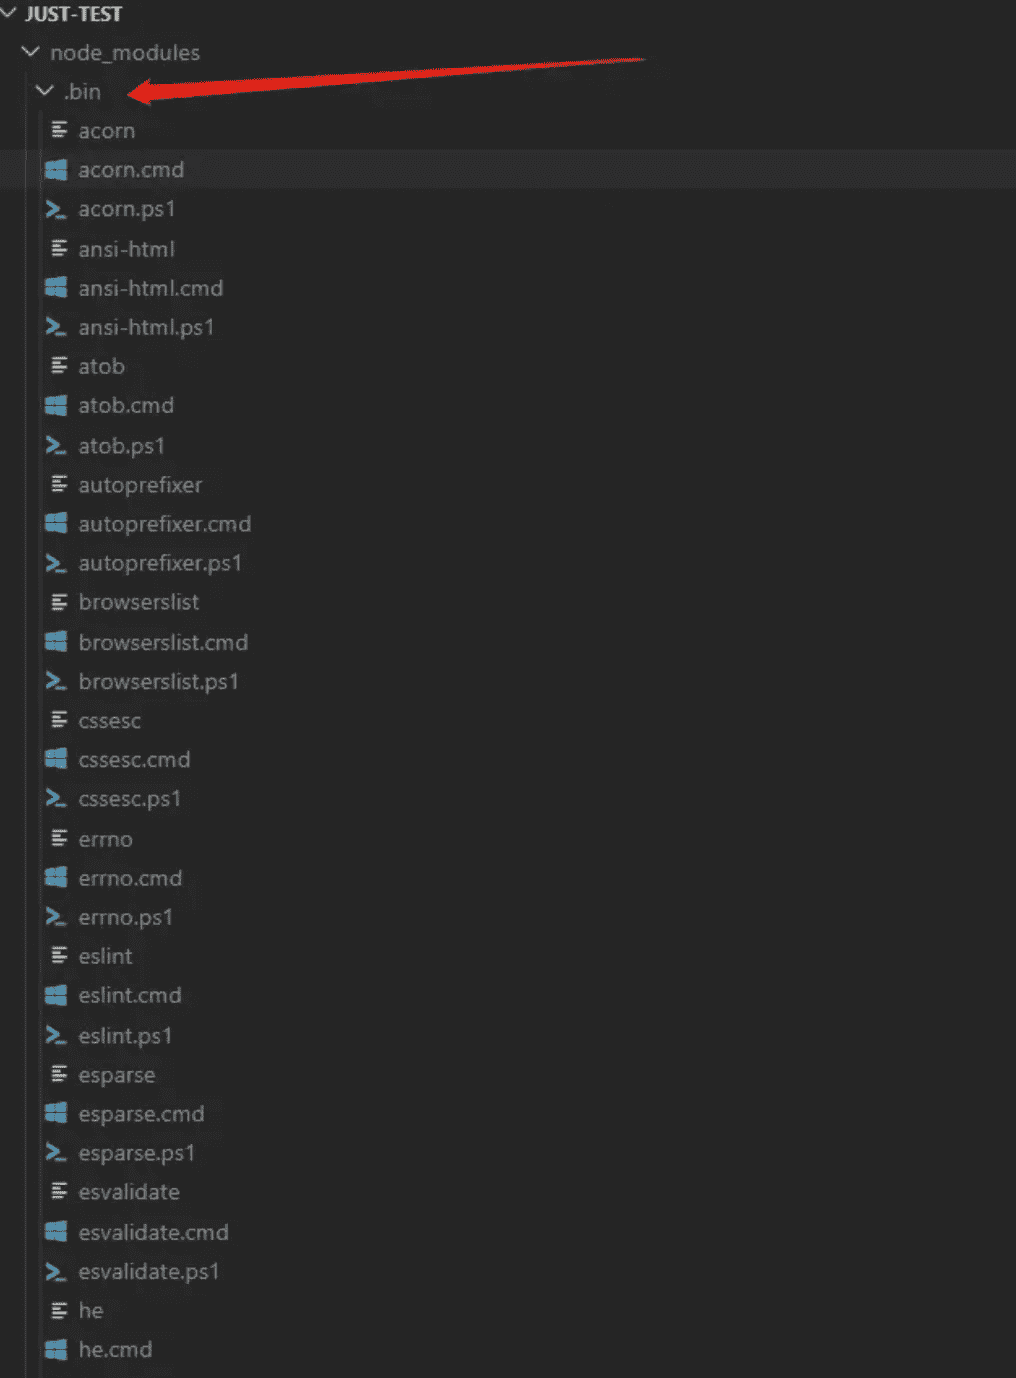 JUST-TEST
node_modules
.bin
acorn
acorn.cmd
acorn.ps1
ansi-html
ansi-html.cmd
ansi-html.ps1
atob
atob.cmd
atob.ps1
autoprefixer
autoprefixer.cmd
autoprefixer.ps1
browserslist
browserslist.cmd
browserslist.ps1
cssesc
cssesc.cmd
cssesc.ps1
errno
errno.cmd
errno.ps1
eslint
eslint.cmd
eslint.ps1
esparse
esparse.cmd
esparse.ps1
esvalidate
esvalidate.cmd
esvalidate.ps1
he
he.cmd